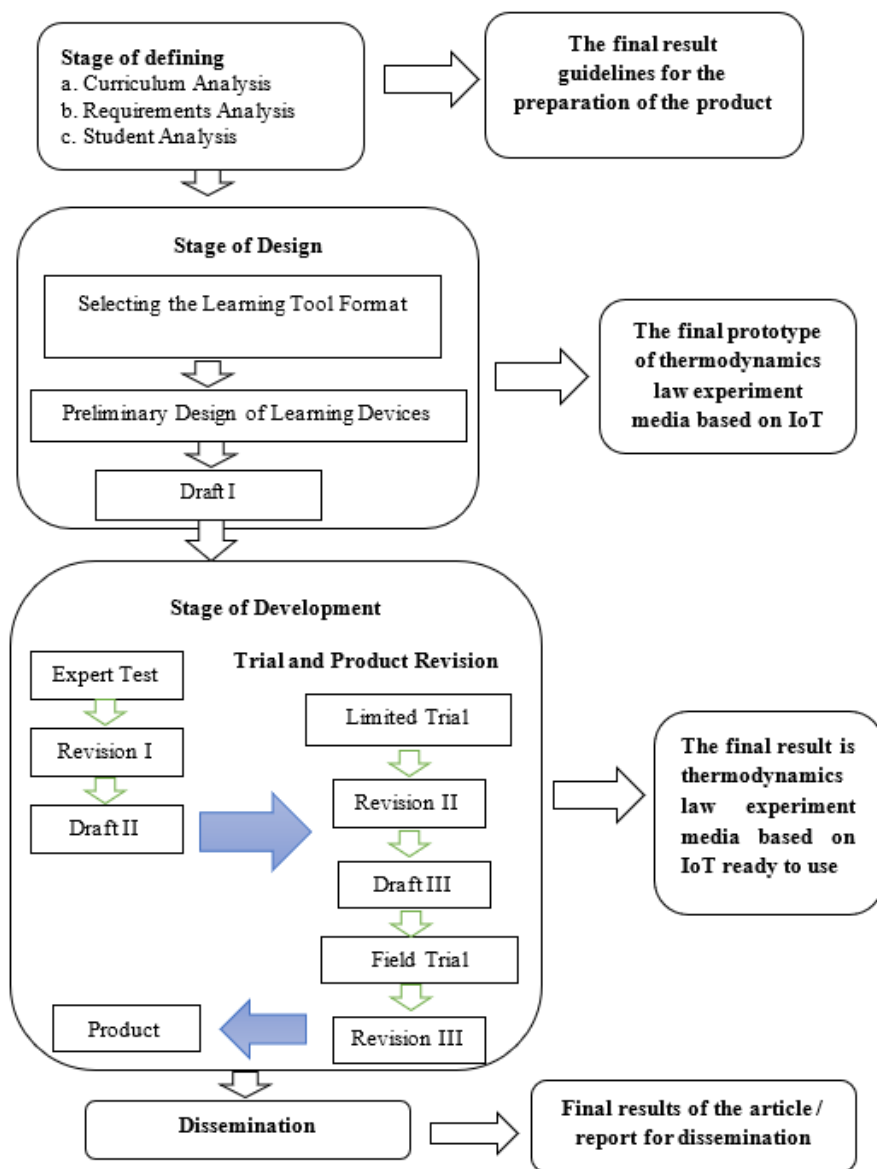 Stage of defining
a. Curriculum Analysis
b. Requirements Analysis
c. Student Analysis
The final result
guidelines for the
preparation of the product
Stage of Design
Selecting the Learning Tool Format
Preliminary Design of Learning Devices
Draft I
The final prototype
of thermodynamics
law experiment
media based on IoT
Stage of Development
Expert Test
Revision I
Draft II
Trial and Product Revision
Limited Trial
Revision II
Draft III
Field Trial
Revision III
Product
The final result is
thermodynamics
law experiment
media based on
IoT ready to use
Dissemination
Final results of the article /
report for dissemination